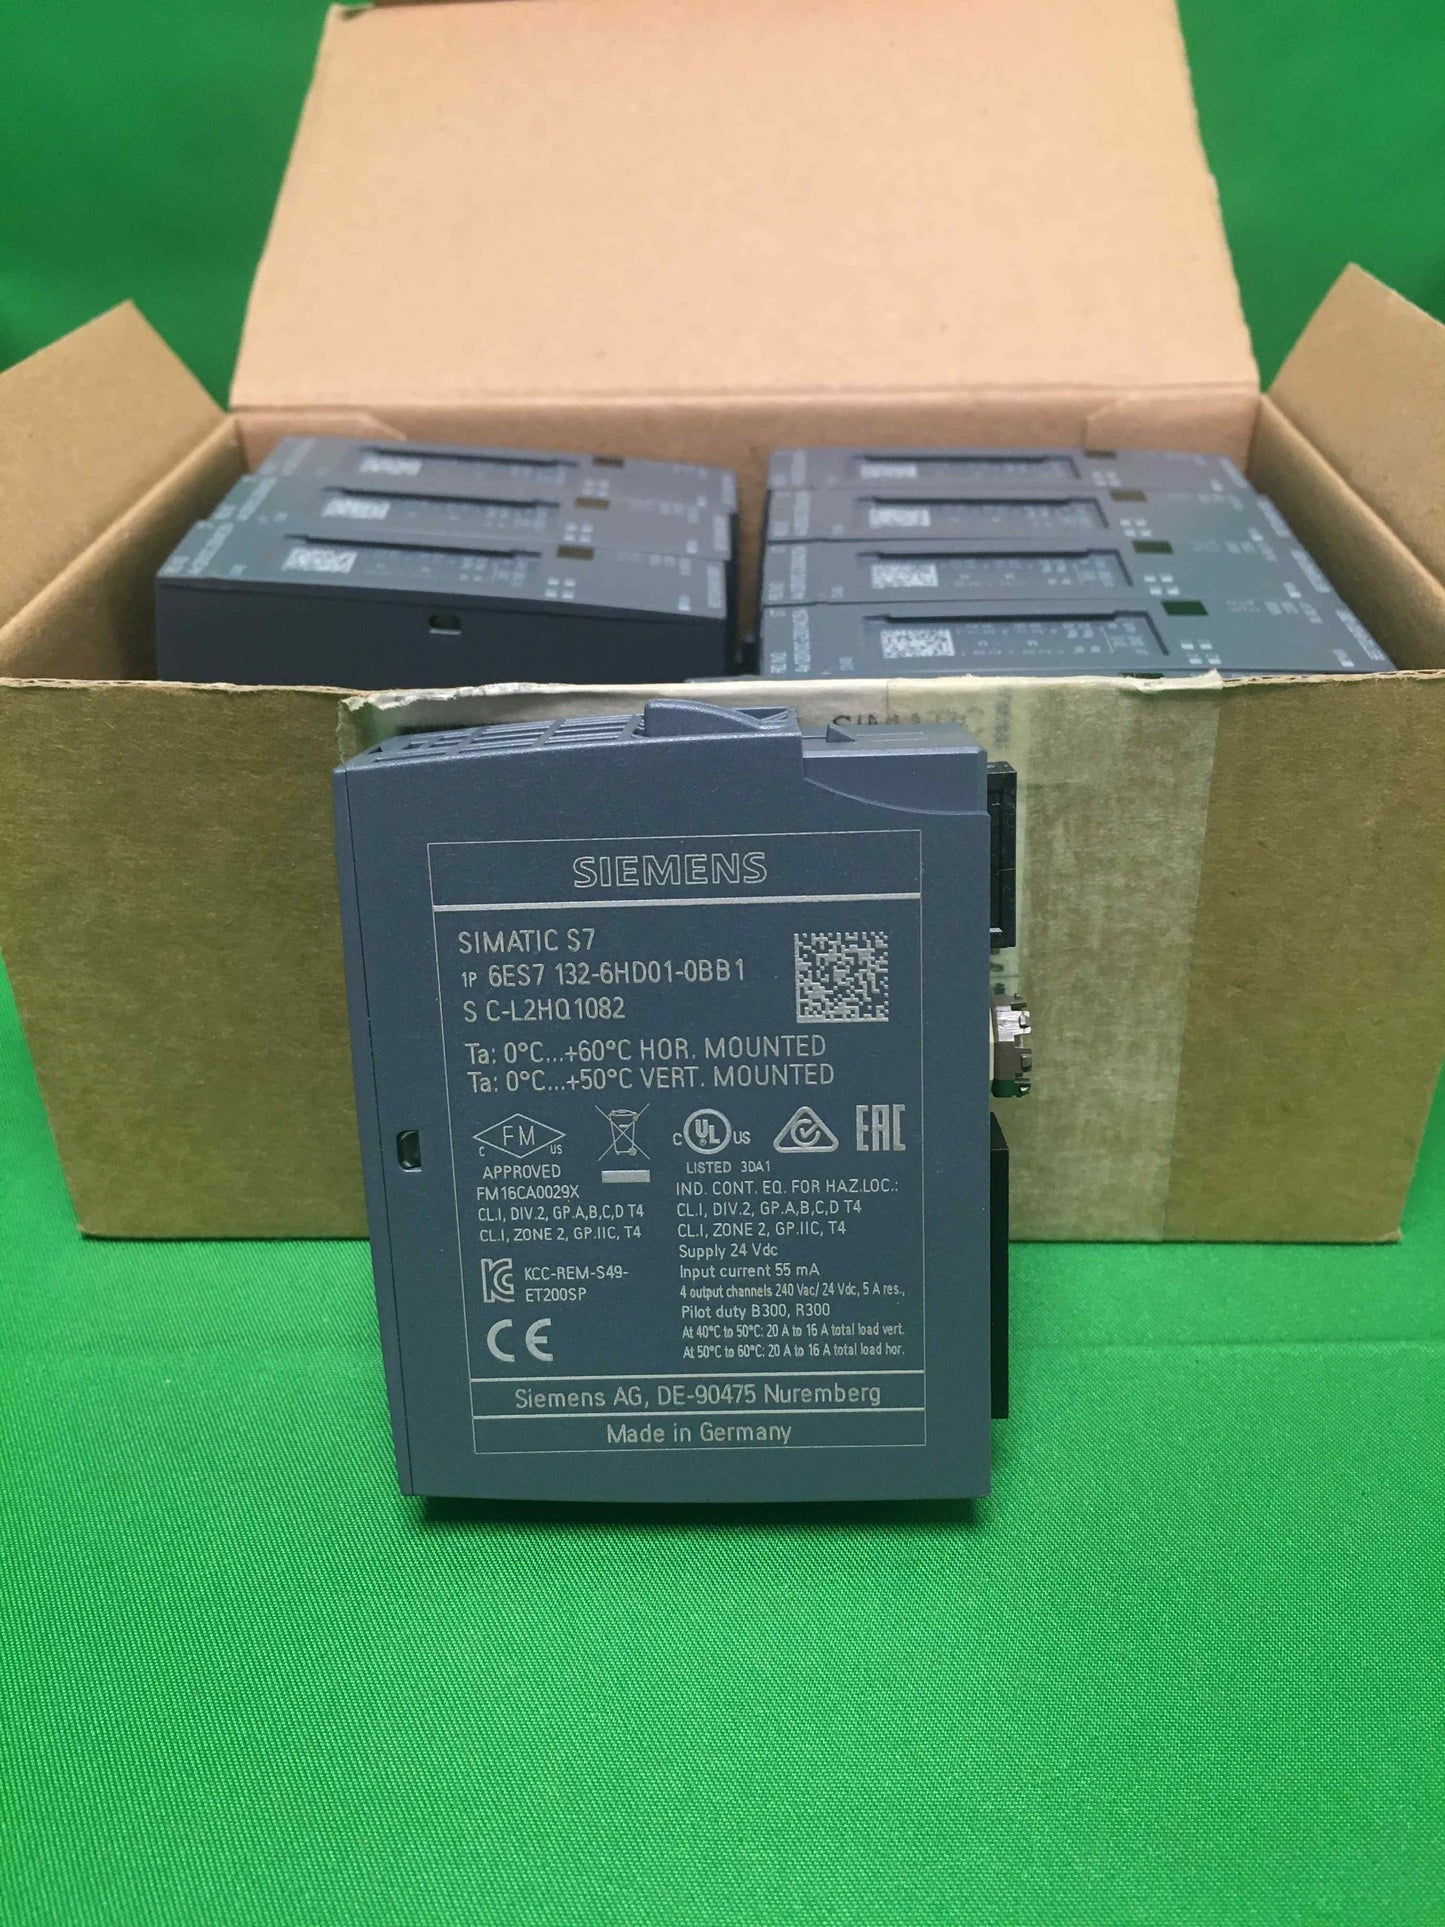 SIEMENS
SIMATIC S7
1P 6ES7 132-6HD01-0BB1
S C-L2HQ1082
Ta: 0°C...+60°C HOR. MOUNTED
Ta: 0°C...+50°C VERT. MOUNTED
C FM US
APPROVED
FM16CA0029X
CL.I, DIV.2, GP.A,B,C,D T4
CL.I, ZONE 2, GP.IIC, T4
KCC-REM-S49-
ET200SP
CE
C UL US
EAC
LISTED 3DA1
IND. CONT. EQ. FOR HAZ.LOC.:
CL.I, DIV.2, GP.A,B,C,D T4
CL.I, ZONE 2, GP.IIC, T4
Supply 24 Vdc
Input current 55 mA
4 output channels 240 Vac/ 24 Vdc, 5 A res.,
Pilot duty B300, R300
At 40°C to 50°C: 20 A to 16 A total load vert.
At 50°C to 60°C: 20 A to 16 A total load hor.
Siemens AG, DE-90475 Nuremberg
Made in Germany